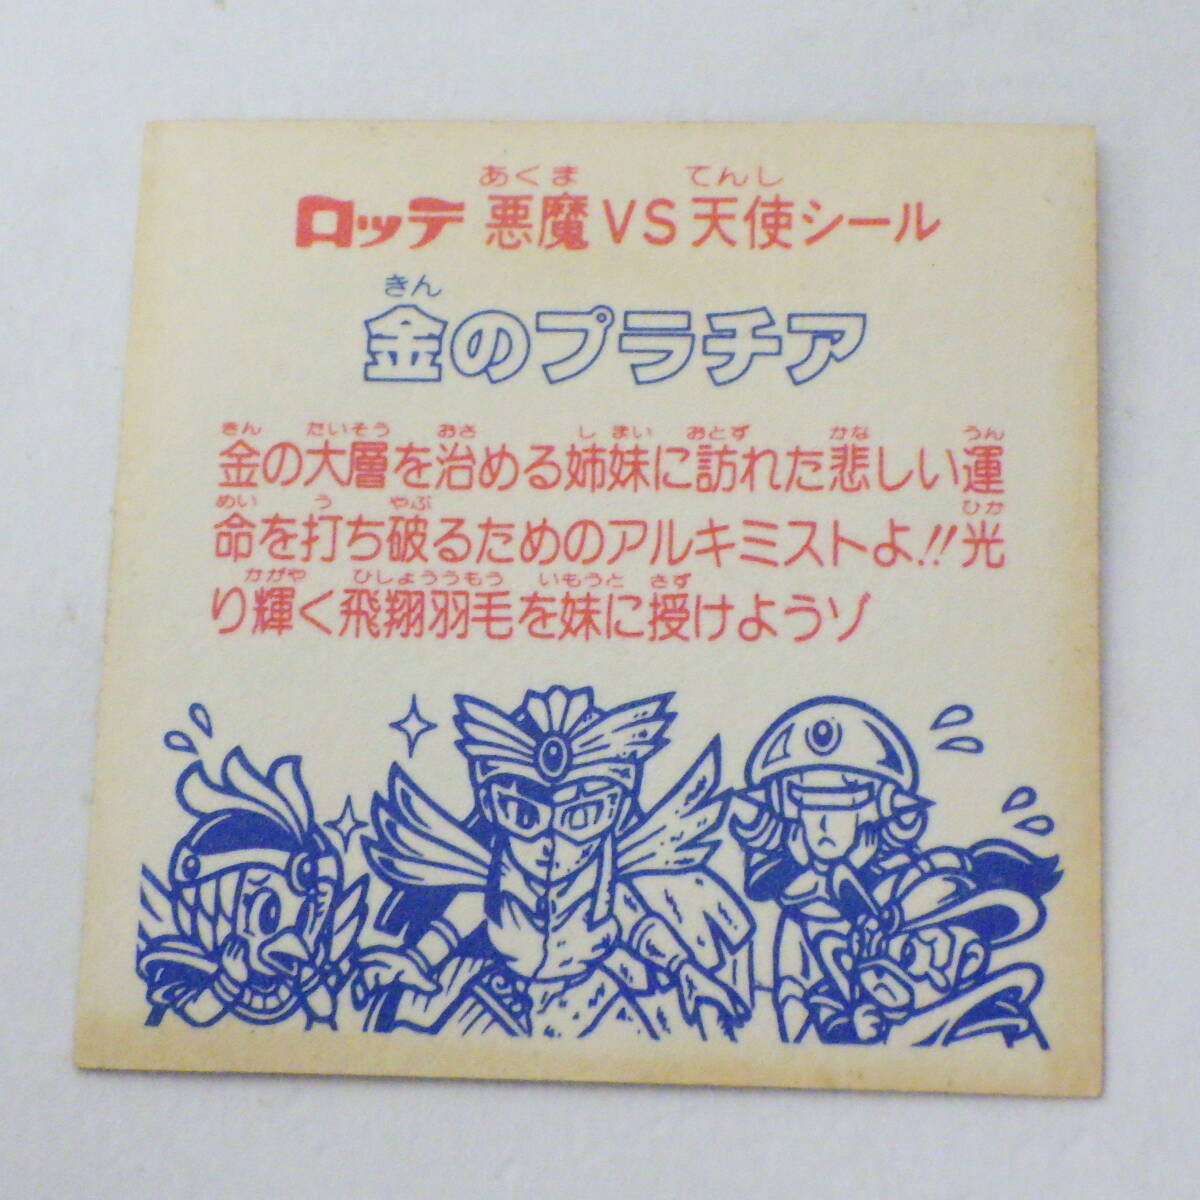 あくま てんし
ロッテ 悪魔VS天使シール
きん
金のプラチア
きん たいそう おさ しまい おとず かな うん
金の大層を治める姉妹に訪れた悲しい運
めい う やぶ ひか
命を打ち破るためのアルキミストよ!!光
かがや ひしょううもう いもうと さず
り輝く飛翔羽毛を妹に授けようゾ